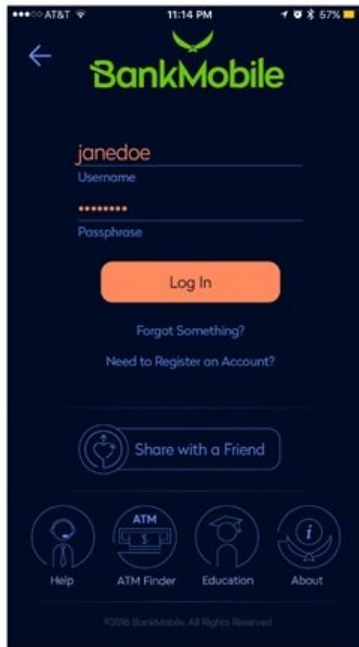 AT&T 11:14 PM 57%
BankMobile
janedoe
Username
••••••••
Passphrase
Log In
Forgot Something?
Need to Register an Account?
Share with a Friend
ATM
$
Help ATM Finder Education About
©2016 BankMobile. All Rights Reserved